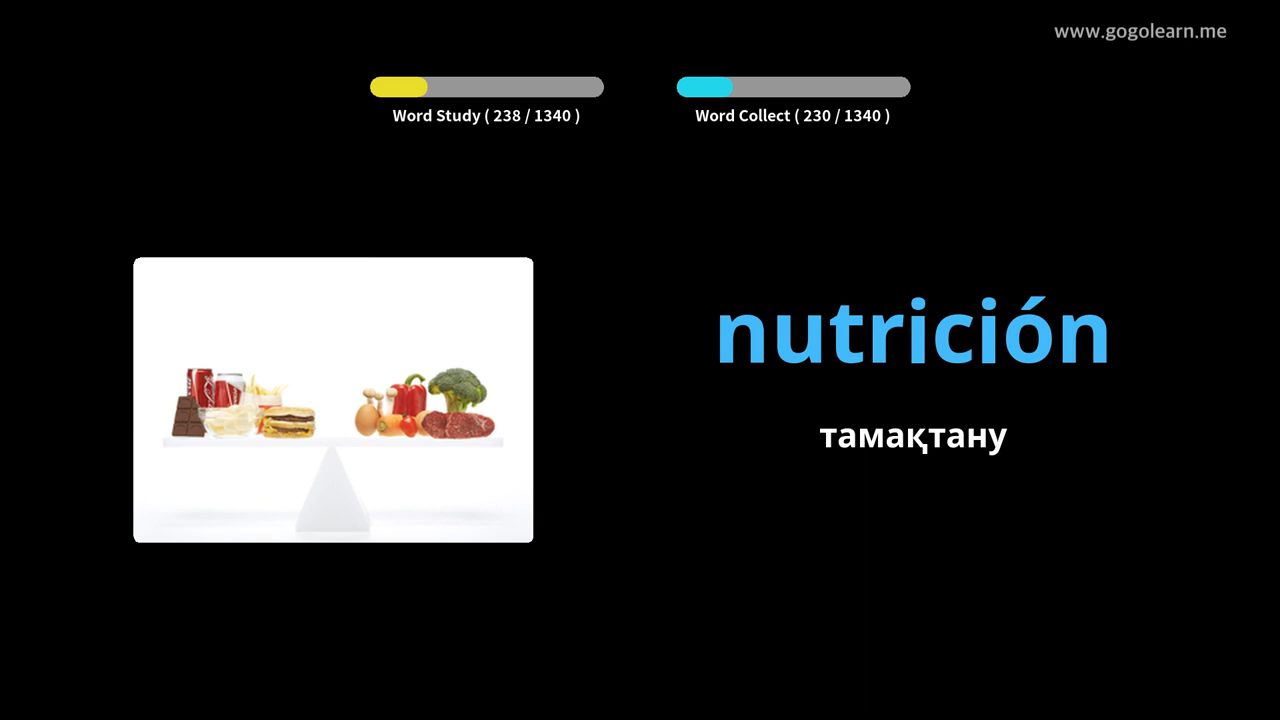 www.gogolearn.me
Word Study ( 238 / 1340 )
Word Collect ( 230 / 1340 )
nutrición
тамақтану